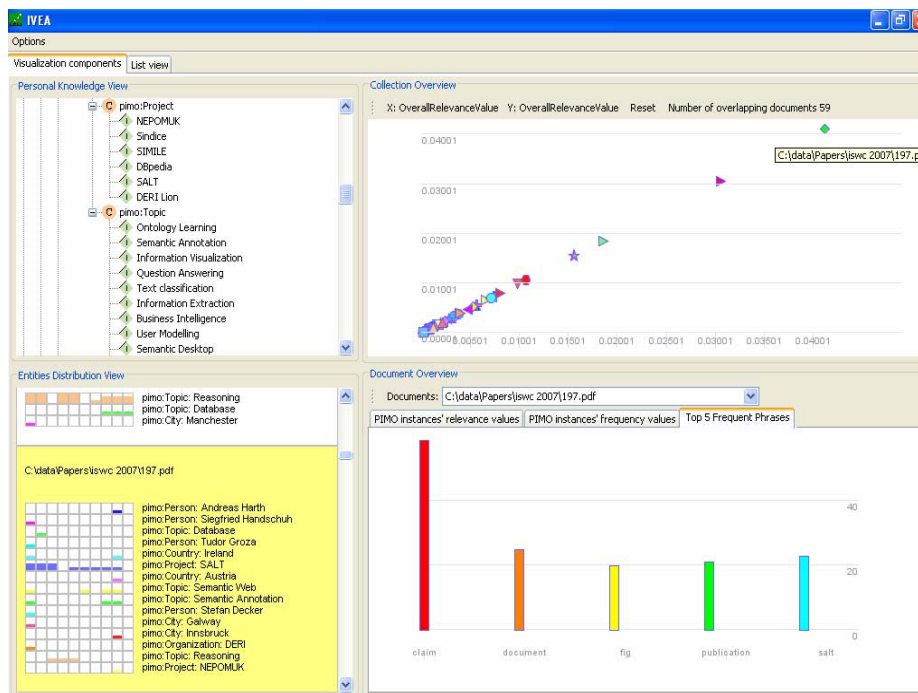 IVEA
Options
Visualization components
List view
Personal Knowledge View
pimo:Project
NEPOMUK
Sindice
SIMILE
DBpedia
SALT
DERI Lion
pimo:Topic
Ontology Learning
Semantic Annotation
Information Visualization
Question Answering
Text classification
Information Extraction
Business Intelligence
User Modelling
Semantic Desktop
Collection Overview
X: OverallRelevanceValue Y: OverallRelevanceValue Reset Number of overlapping documents 59
0.04001
C:\data\Papers\iswc 2007\197.p
0.03001
0.02001
0.01001
0.00001 0.00501 0.01001 0.02001 0.02501 0.03001 0.03501 0.04001
Entities Distribution View
pimo:Topic: Reasoning
pimo:Topic: Database
pimo:City: Manchester
C:\data\Papers\iswc 2007\197.pdf
pimo:Person: Andreas Harth
pimo:Person: Siegfried Handschuh
pimo:Topic: Database
pimo:Person: Tudor Groza
pimo:Country: Ireland
pimo:Project: SALT
pimo:Country: Austria
pimo:Topic: Semantic Web
pimo:Topic: Semantic Annotation
pimo:Person: Stefan Decker
pimo:City: Galway
pimo:City: Innsbruck
pimo:Organization: DERI
pimo:Topic: Reasoning
pimo:Project: NEPOMUK
Document Overview
Documents: C:\data\Papers\iswc 2007\197.pdf
PIMO instances' relevance values
PIMO instances' frequency values
Top 5 Frequent Phrases
40
20
0
claim document fig publication salt